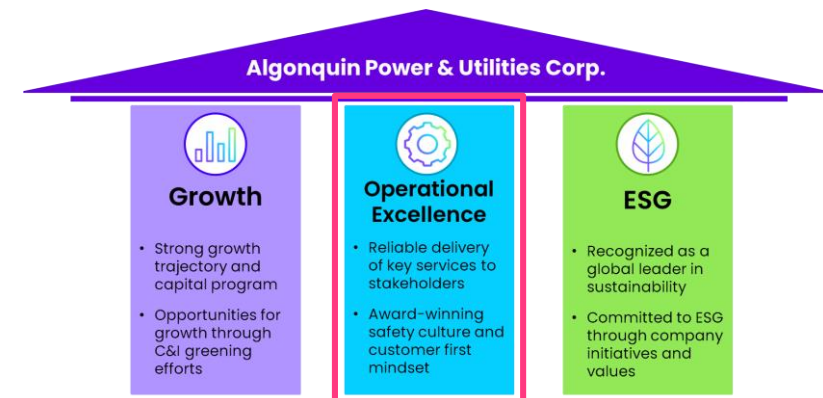 Algonquin Power & Utilities Corp.
Growth
• Strong growth
trajectory and
capital program
• Opportunities for
growth through
C&I greening
efforts
Operational
Excellence
• Reliable delivery
of key services to
stakeholders
• Award-winning
safety culture and
customer first
mindset
ESG
• Recognized as a
global leader in
sustainability
• Committed to ESG
through company
initiatives and
values